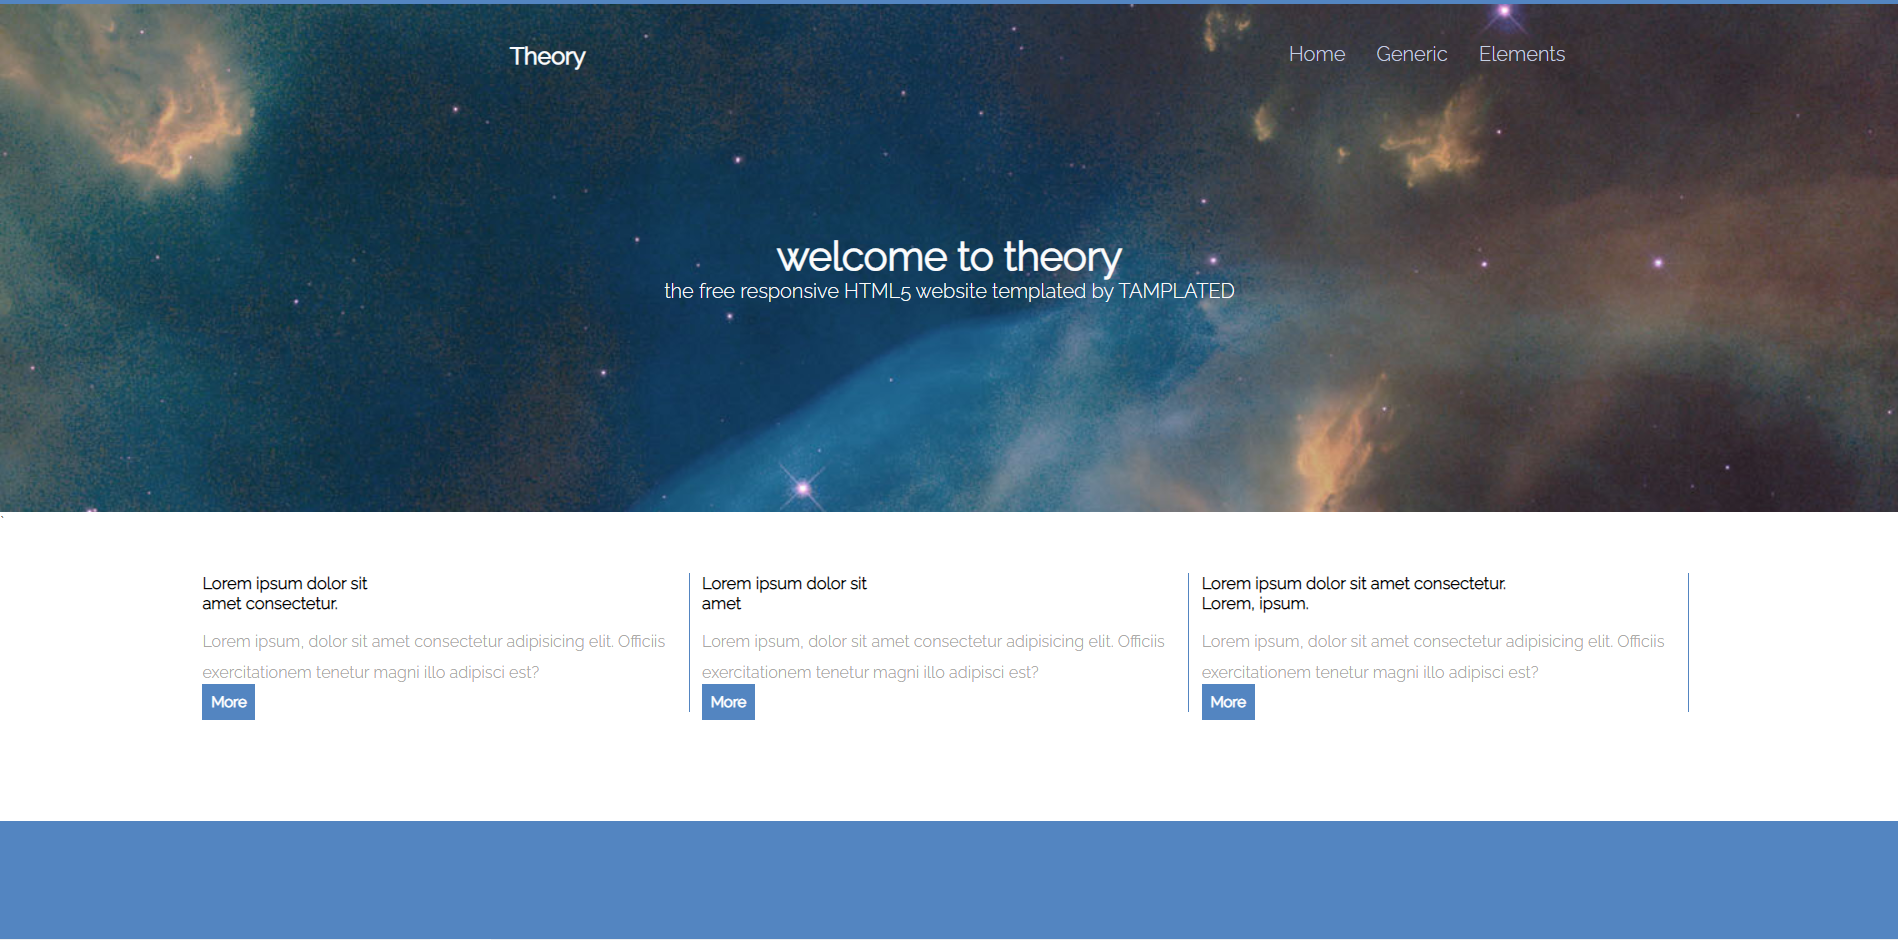 Theory
Home Generic Elements
welcome to theory
the free responsive HTML5 website templated by TAMPLATED
`
Lorem ipsum dolor sit
amet consectetur.
Lorem ipsum, dolor sit amet consectetur adipisicing elit. Officiis
exercitationem tenetur magni illo adipisci est?
More
Lorem ipsum dolor sit
amet
Lorem ipsum, dolor sit amet consectetur adipisicing elit. Officiis
exercitationem tenetur magni illo adipisci est?
More
Lorem ipsum dolor sit amet consectetur.
Lorem, ipsum.
Lorem ipsum, dolor sit amet consectetur adipisicing elit. Officiis
exercitationem tenetur magni illo adipisci est?
More